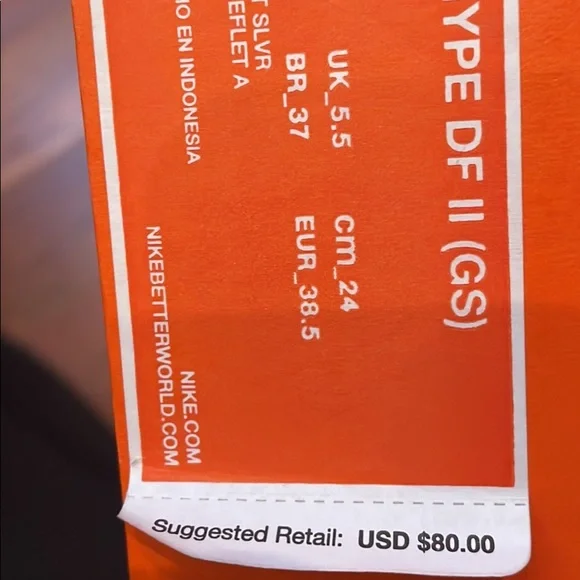 YPE DF II (GS)
UK_5.5 cm_24
BR_37 EUR_38.5
T SLVR
EFLET A
IO EN INDONESIA
NIKE.COM
NIKEBETTERWORLD.COM
Suggested Retail: USD $80.00